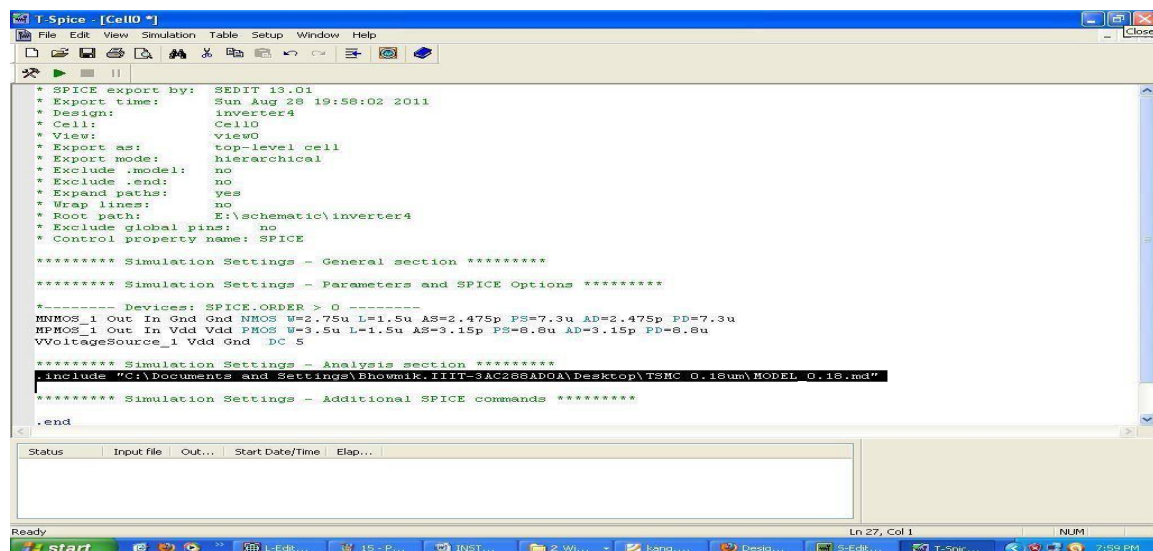 T-Spice - [Cell0 *]
File Edit View Simulation Table Setup Window Help
Close
* SPICE export by: SEDIT 13.01
* Export time: Sun Aug 28 19:58:02 2011
* Design: inverter4
* Cell: Cell0
* View: view0
* Export as: top-level cell
* Export mode: hierarchical
* Exclude .model: no
* Exclude .end: no
* Expand paths: yes
* Wrap lines: no
* Root path: E:\schematic\inverter4
* Exclude global pins: no
* Control property name: SPICE
********* Simulation Settings - General section *********
********* Simulation Settings - Parameters and SPICE Options *********
*-------- Devices: SPICE.ORDER > 0 --------
MNMOS_1 Out In Gnd Gnd NMOS W=2.75u L=1.5u AS=2.475p PS=7.3u AD=2.475p PD=7.3u
MPMOS_1 Out In Vdd Vdd PMOS W=3.5u L=1.5u AS=3.15p PS=8.8u AD=3.15p PD=8.8u
VVoltageSource_1 Vdd Gnd DC 5
********* Simulation Settings - Analysis section *********
.include "C:\Documents and Settings\Bhowmik.IIIT-3AC288AD0A\Desktop\TSMC 0.18um\MODEL_0.18.md"
********* Simulation Settings - Additional SPICE commands *********
.end
Status Input file Out... Start Date/Time Elap...
Ready Ln 27, Col 1 NUM
start L-Edit... 15 - P... INST... 2 Wi... kang.... Desig... S-Edit... T-Spic... 7:59 PM